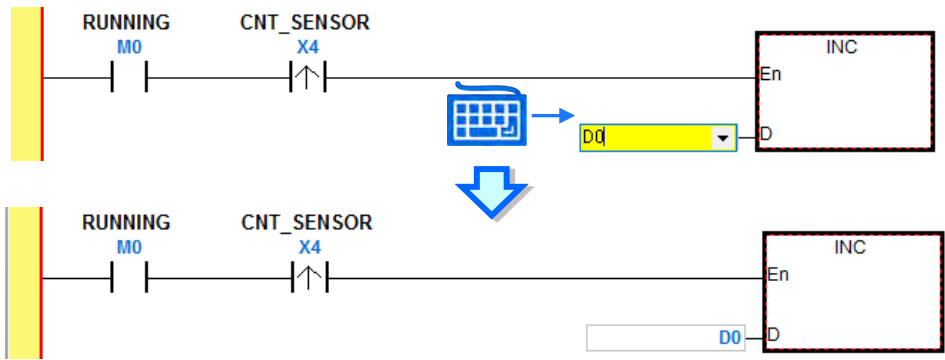 RUNNING CNT_SENSOR
M0 X4 INC
En
D0 D
RUNNING CNT_SENSOR
M0 X4 INC
En
D0 D